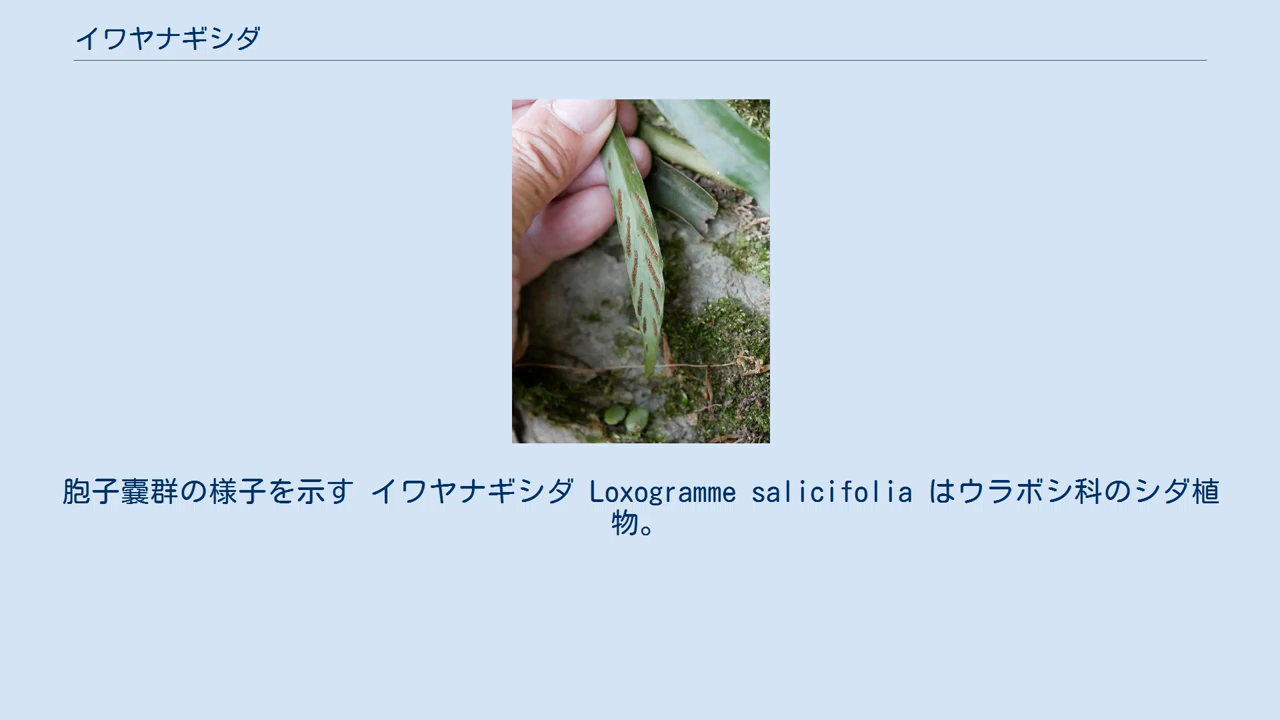 イワヤナギシダ
胞子嚢群の様子を示す イワヤナギシダ Loxogramme salicifolia はウラボシ科のシダ植
物。